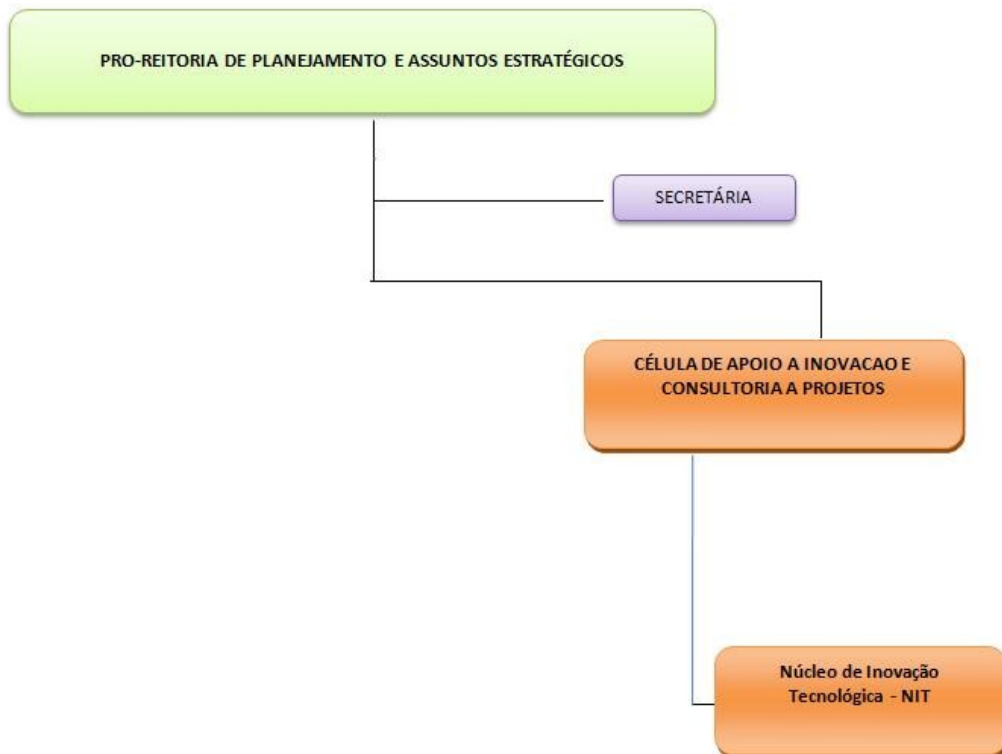 PRO-REITORIA DE PLANEJAMENTO E ASSUNTOS ESTRATÉGICOS
SECRETÁRIA
CÉLULA DE APOIO A INOVACAO E
CONSULTORIA A PROJETOS
Núcleo de Inovação
Tecnológica - NIT